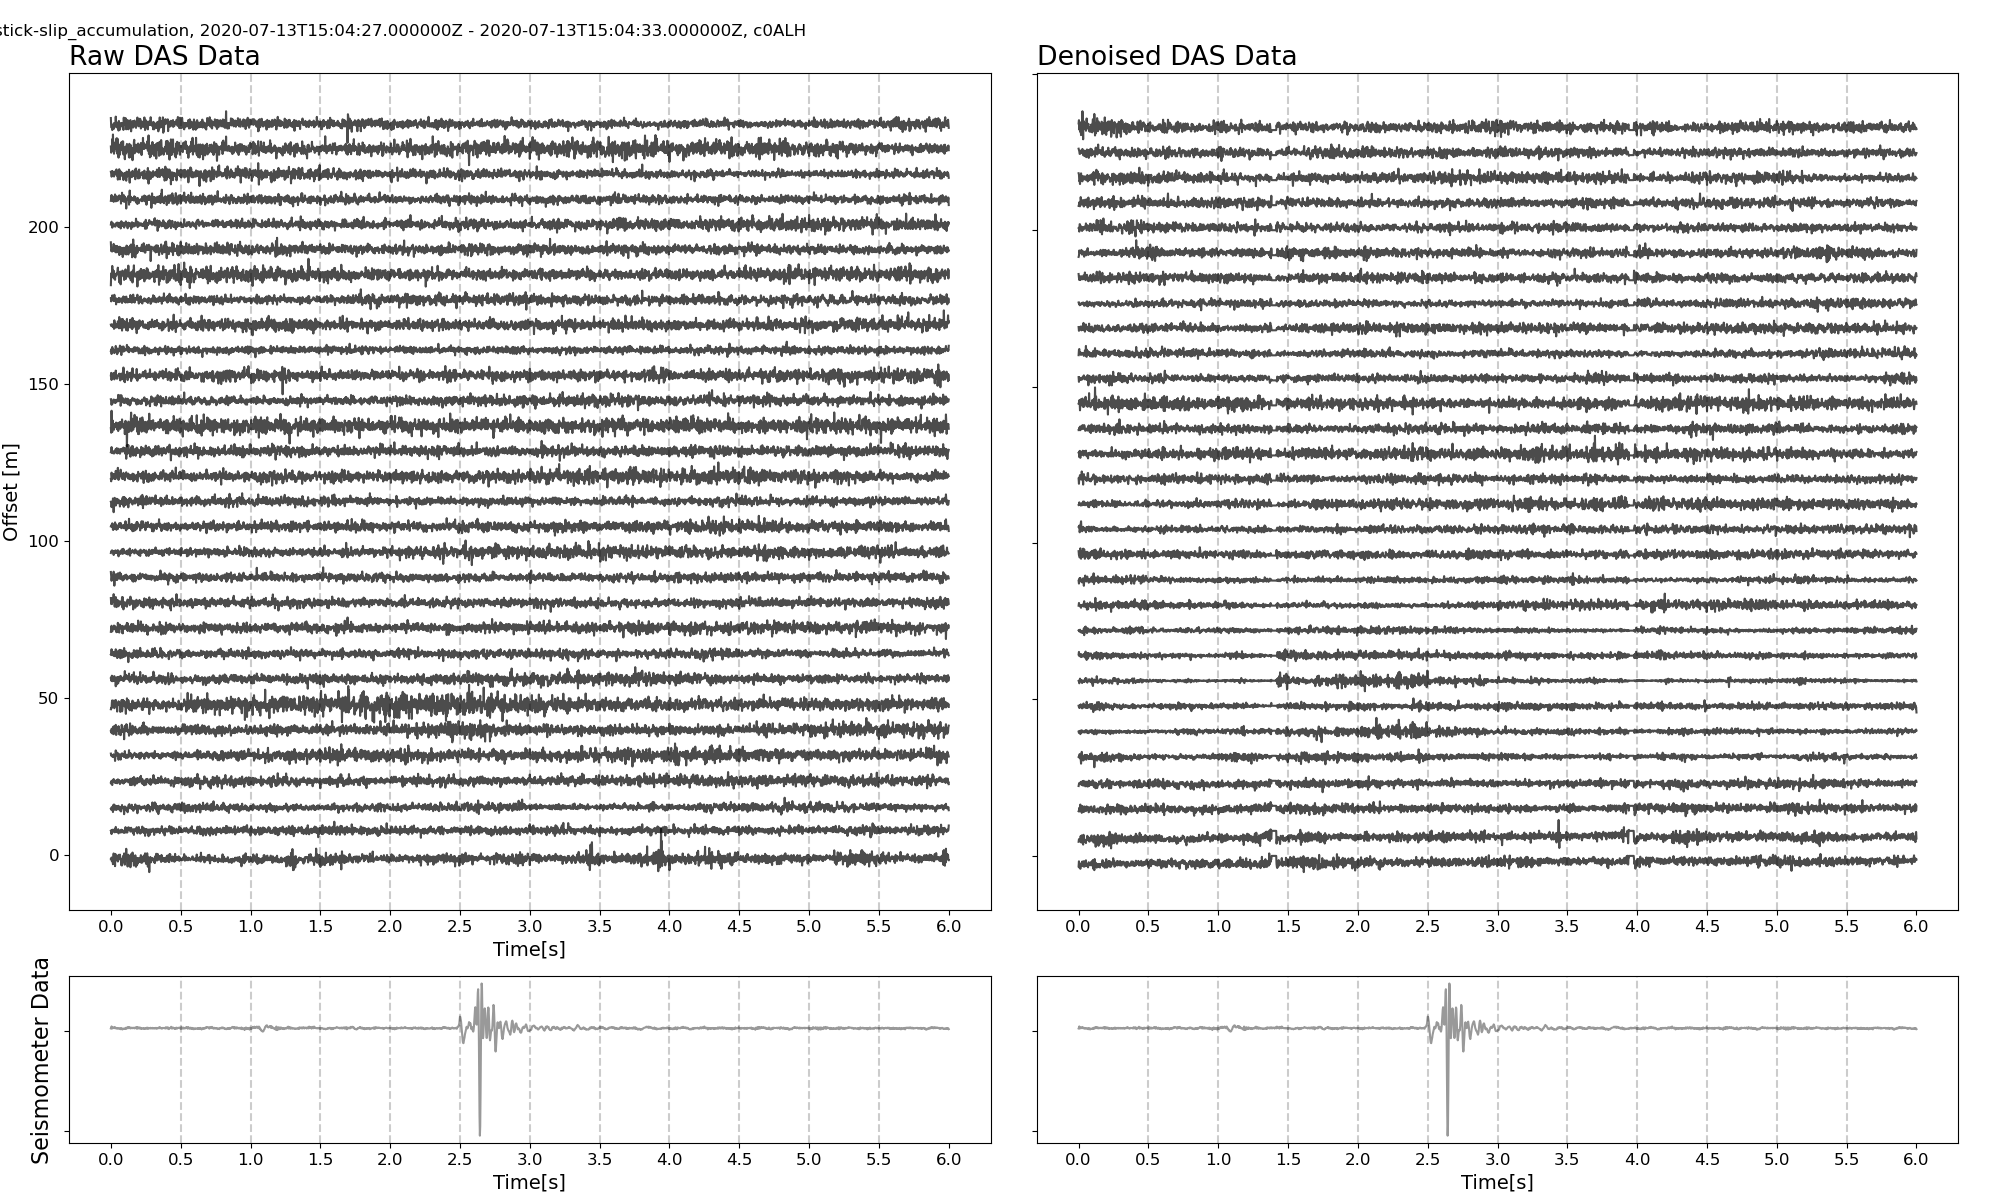 stick-slip_accumulation, 2020-07-13T15:04:27.000000Z - 2020-07-13T15:04:33.000000Z, c0ALH
Raw DAS Data
Denoised DAS Data
Offset [m]
200
150
100
50
0
0.0 0.5 1.0 1.5 2.0 2.5 3.0 3.5 4.0 4.5 5.0 5.5 6.0
Time[s]
0.0 0.5 1.0 1.5 2.0 2.5 3.0 3.5 4.0 4.5 5.0 5.5 6.0
Seismometer Data
0.0 0.5 1.0 1.5 2.0 2.5 3.0 3.5 4.0 4.5 5.0 5.5 6.0
Time[s]
0.0 0.5 1.0 1.5 2.0 2.5 3.0 3.5 4.0 4.5 5.0 5.5 6.0
Time[s]